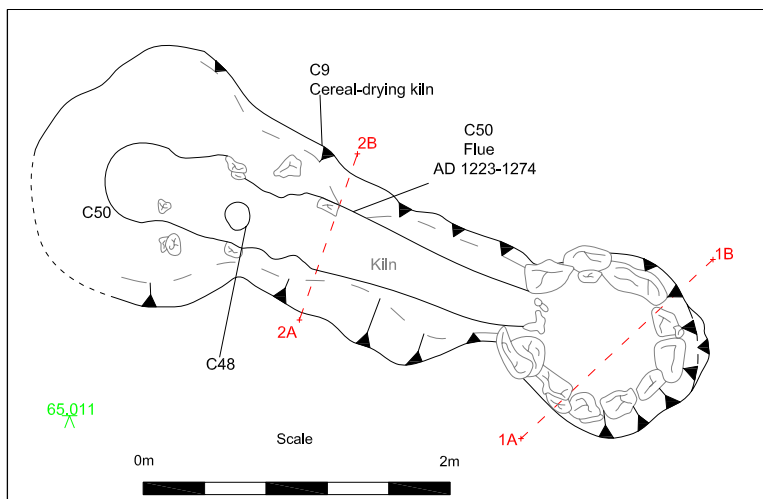 C9
Cereal-drying kiln
C50
Flue
AD 1223-1274
2B
C50
1B
Kiln
2A
C48
65.011
1A
Scale
0m
2m